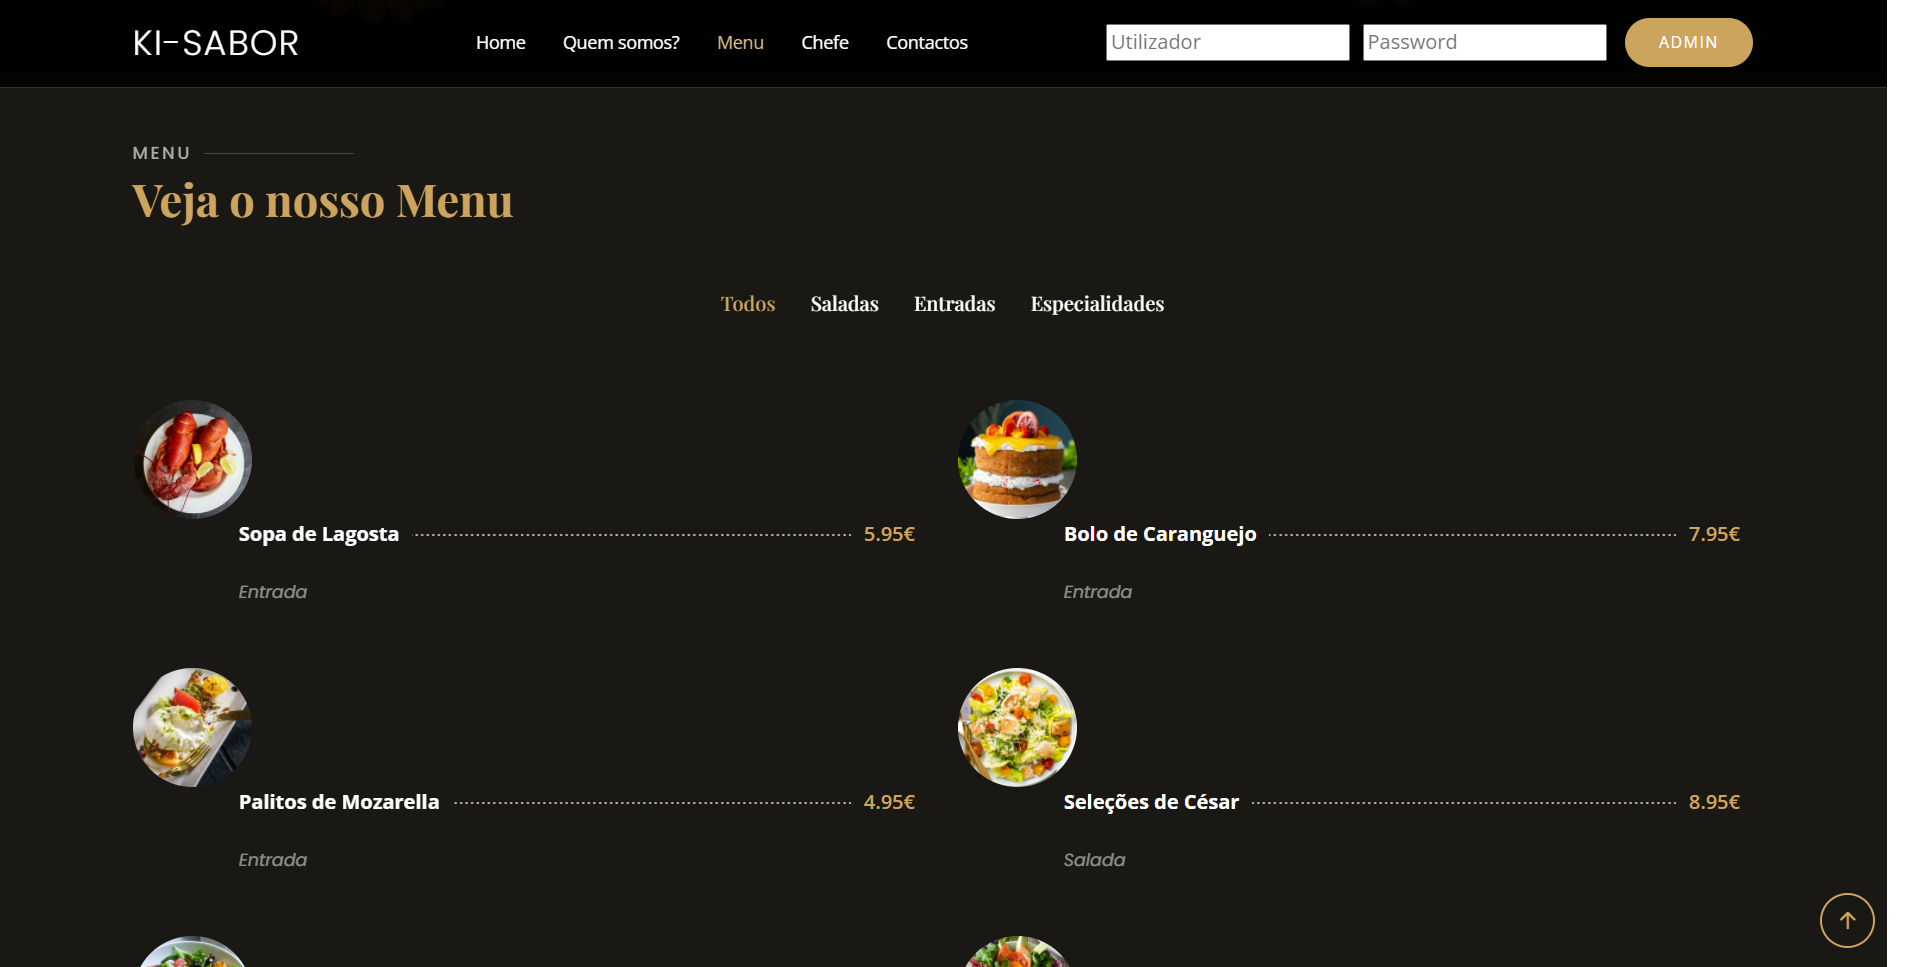 KI-SABOR
Home Quem somos? Menu Chefe Contactos
Utilizador Password ADMIN
MENU
Veja o nosso Menu
Todos Saladas Entradas Especialidades
Sopa de Lagosta 5.95€
Entrada
Bolo de Caranguejo 7.95€
Entrada
Palitos de Mozarella 4.95€
Entrada
Seleções de César 8.95€
Salada